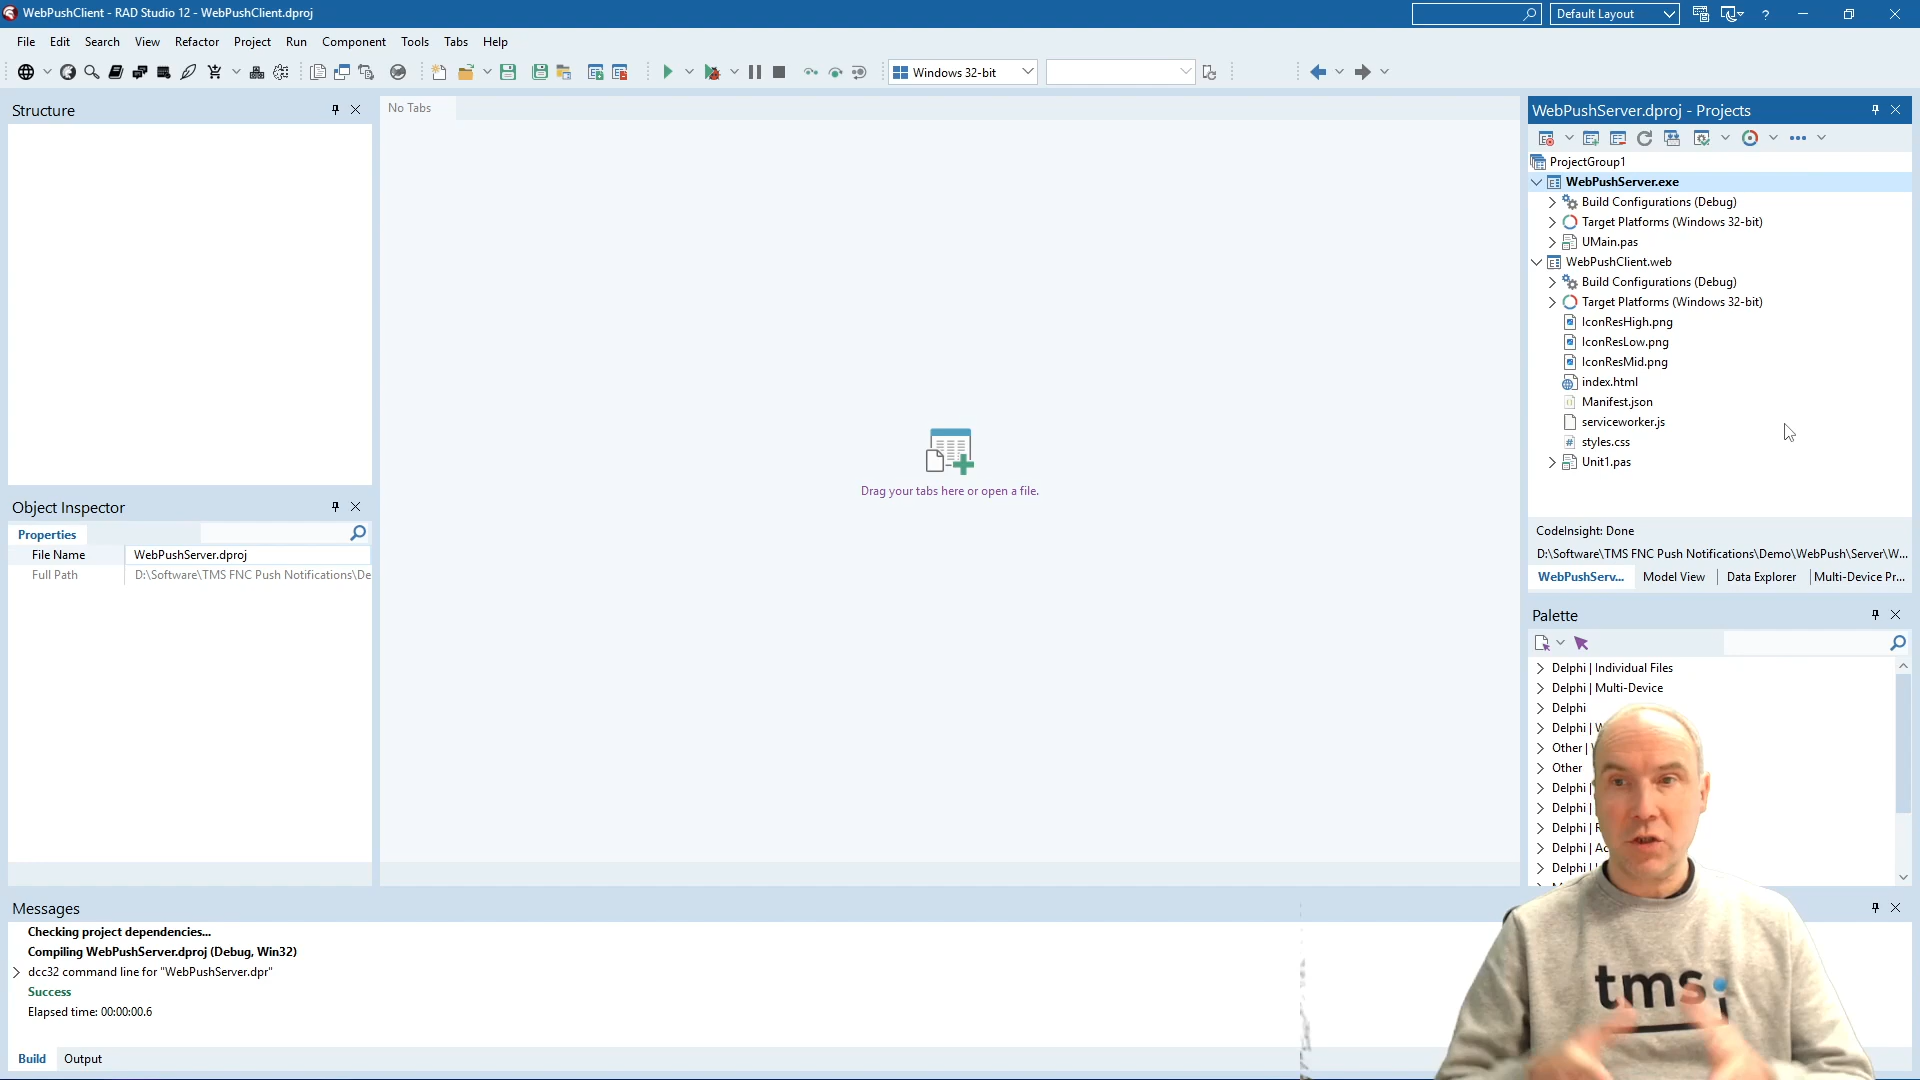 WebPushClient - RAD Studio 12 - WebPushClient.dproj
Default Layout
?
File Edit Search View Refactor Project Run Component Tools Tabs Help
Windows 32-bit
Structure
No Tabs
Drag your tabs here or open a file.
Object Inspector
Properties
File Name WebPushServer.dproj
Full Path D:\Software\TMS FNC Push Notifications\De
WebPushServer.dproj - Projects
ProjectGroup1
WebPushServer.exe
Build Configurations (Debug)
Target Platforms (Windows 32-bit)
UMain.pas
WebPushClient.web
Build Configurations (Debug)
Target Platforms (Windows 32-bit)
IconResHigh.png
IconResLow.png
IconResMid.png
index.html
Manifest.json
serviceworker.js
styles.css
Unit1.pas
CodeInsight: Done
D:\Software\TMS FNC Push Notifications\Demo\WebPush\Server\W...
WebPushServ... Model View Data Explorer Multi-Device Pr...
Palette
Delphi | Individual Files
Delphi | Multi-Device
Delphi
Delphi |
Other |
Other
Delphi |
Delphi |
Delphi |
Delphi |
Delphi |
Messages
Checking project dependencies...
Compiling WebPushServer.dproj (Debug, Win32)
dcc32 command line for "WebPushServer.dpr"
Success
Elapsed time: 00:00:00.6
Build Output
tms